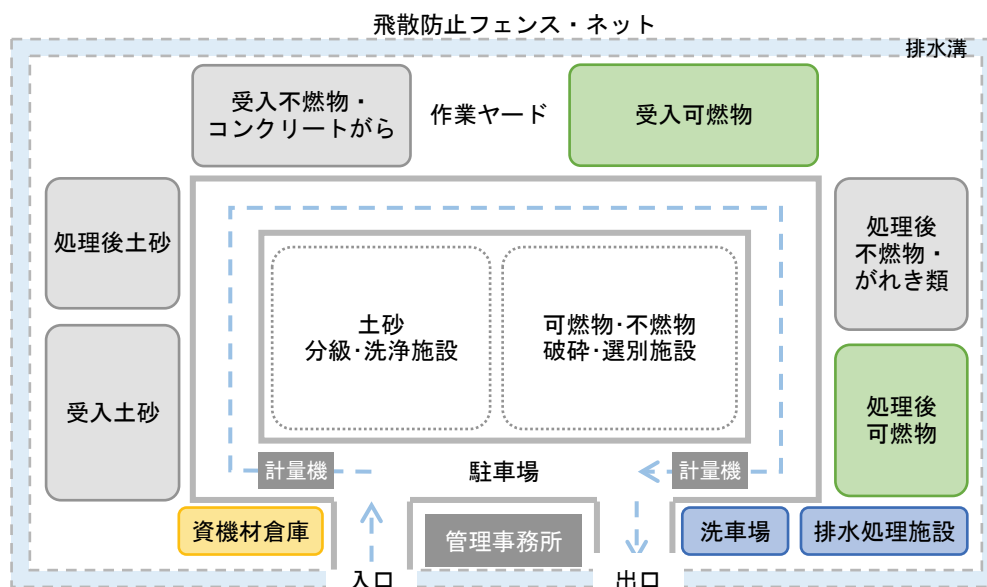 飛散防止フェンス・ネット
排水溝
受入不燃物・
コンクリートがら
作業ヤード
受入可燃物
処理後土砂
処理後
不燃物・
がれき類
土砂
分級・洗浄施設
可燃物・不燃物
破砕・選別施設
受入土砂
処理後
可燃物
計量機
駐車場
計量機
資機材倉庫
管理事務所
洗車場
排水処理施設
入口
出口